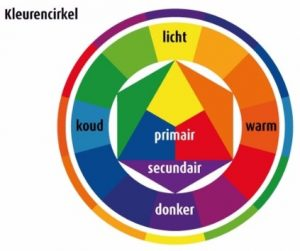 Kleurencirkel
licht
koud
warm
primair
secundair
donker